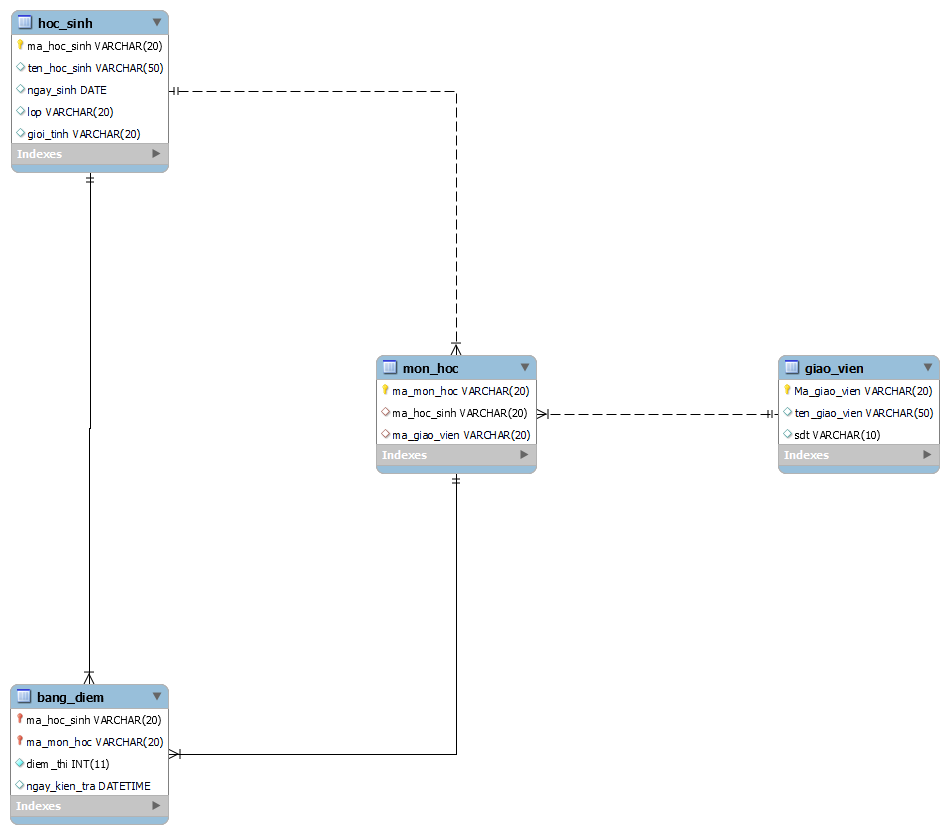 hoc_sinh
ma_hoc_sinh VARCHAR(20)
ten_hoc_sinh VARCHAR(50)
ngay_sinh DATE
lop VARCHAR(20)
gioi_tinh VARCHAR(20)
Indexes
mon_hoc
ma_mon_hoc VARCHAR(20)
ma_hoc_sinh VARCHAR(20)
ma_giao_vien VARCHAR(20)
Indexes
giao_vien
Ma_giao_vien VARCHAR(20)
ten_giao_vien VARCHAR(50)
sdt VARCHAR(10)
Indexes
bang_diem
ma_hoc_sinh VARCHAR(20)
ma_mon_hoc VARCHAR(20)
diem_thi INT(11)
ngay_kien_tra DATETIME
Indexes